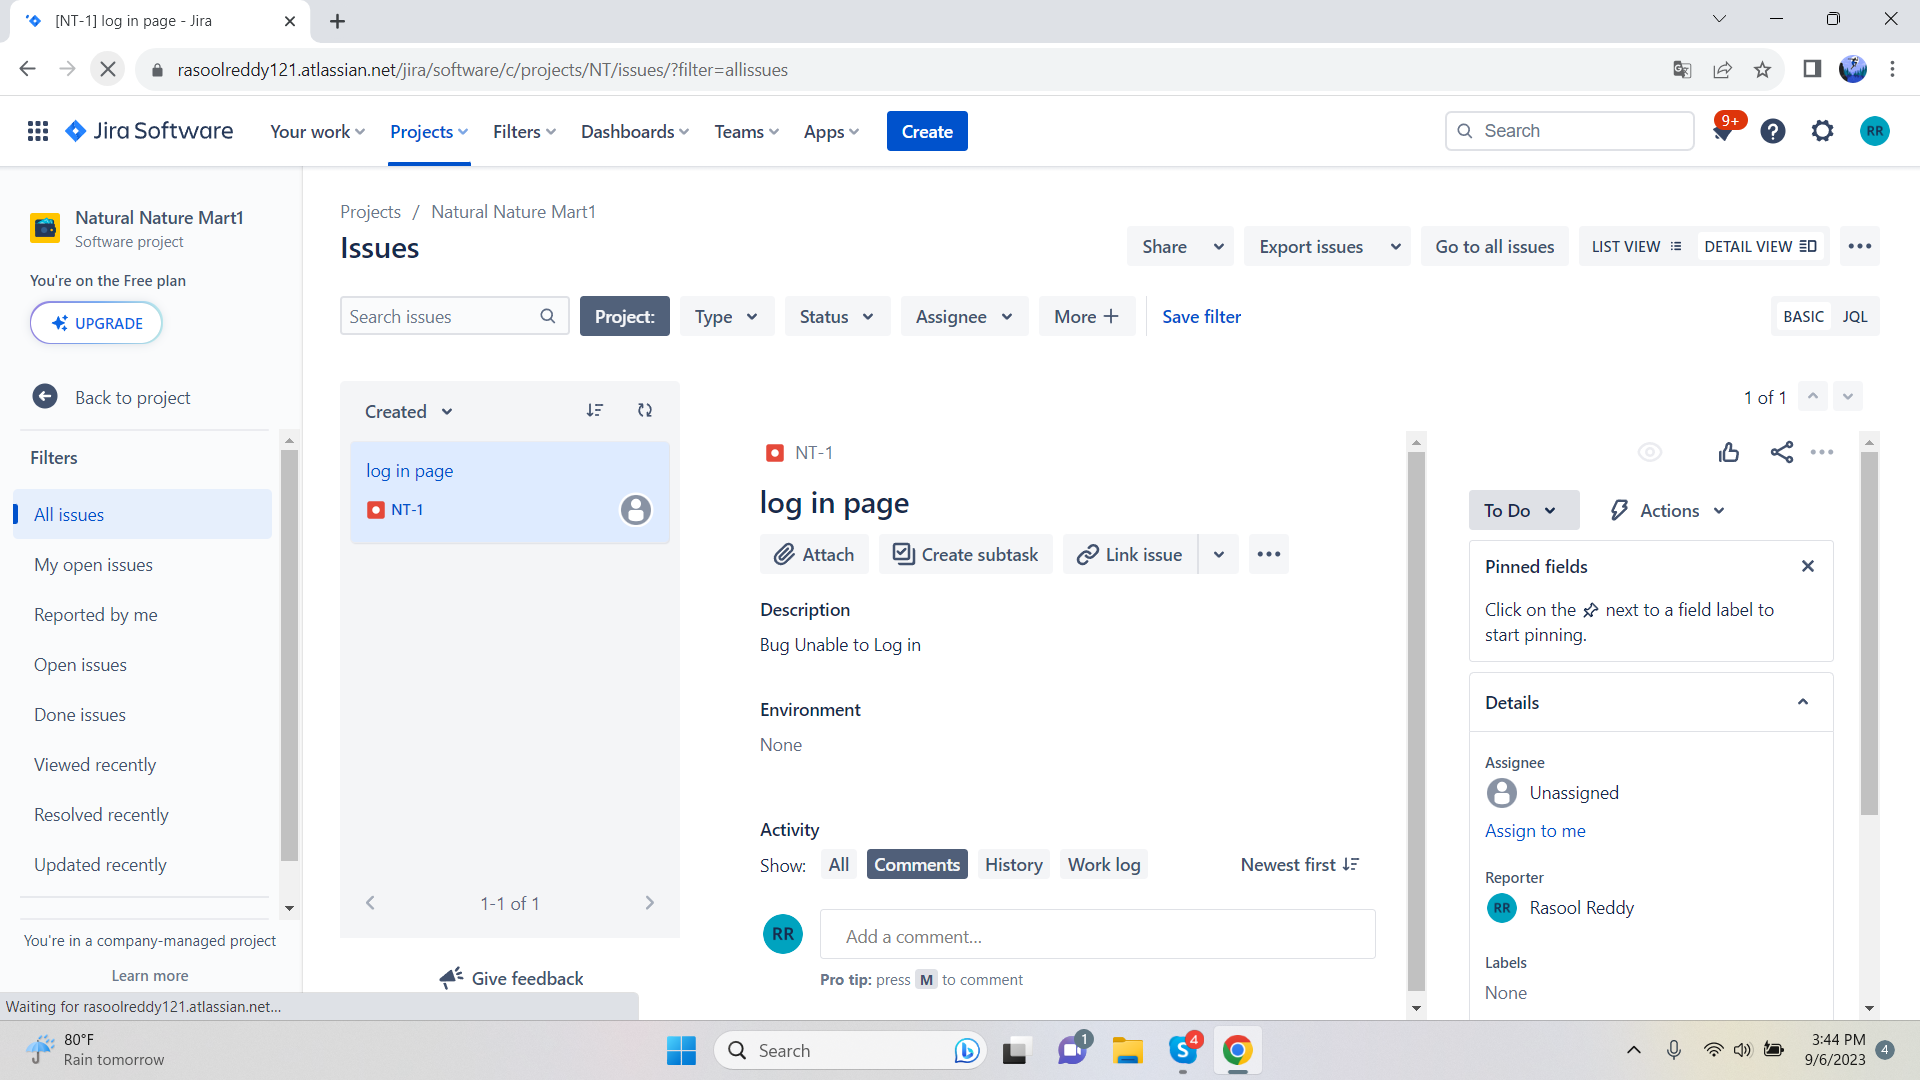 [NT-1] log in page - Jira
rasoolreddy121.atlassian.net/jira/software/c/projects/NT/issues/?filter=allissues
Jira Software
Your work
Projects
Filters
Dashboards
Teams
Apps
Create
Search
9+
RR
Natural Nature Mart1
Software project
You're on the Free plan
UPGRADE
Back to project
Filters
All issues
My open issues
Reported by me
Open issues
Done issues
Viewed recently
Resolved recently
Updated recently
You're in a company-managed project
Learn more
Waiting for rasoolreddy121.atlassian.net...
Projects / Natural Nature Mart1
Issues
Share
Export issues
Go to all issues
LIST VIEW
DETAIL VIEW
Search issues
Project:
Type
Status
Assignee
More
Save filter
BASIC
JQL
Created
log in page
NT-1
1-1 of 1
Give feedback
1 of 1
NT-1
log in page
Attach
Create subtask
Link issue
Description
Bug Unable to Log in
Environment
None
Activity
Show:
All
Comments
History
Work log
Newest first
RR
Add a comment...
Pro tip: press M to comment
To Do
Actions
Pinned fields
Click on the next to a field label to
start pinning.
Details
Assignee
Unassigned
Assign to me
Reporter
RR
Rasool Reddy
Labels
None
80°F
Rain tomorrow
Search
1
4
3:44 PM
9/6/2023
4